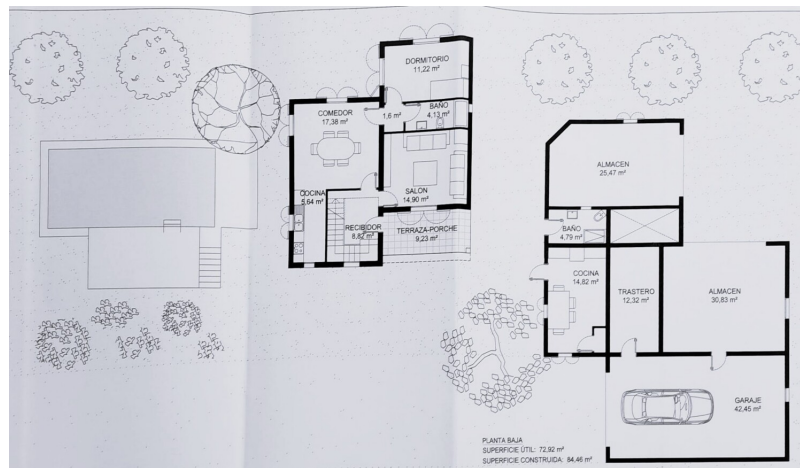 DORMITORIO
11,22 m²
BAÑO
4,13 m²
1,6 m²
COMEDOR
17,38 m²
COCINA
5,64 m²
SALON
14,90 m²
RECIBIDOR
8,82 m²
TERRAZA-PORCHE
9,23 m²
ALMACEN
25,47 m²
BAÑO
4,79 m²
COCINA
14,82 m²
TRASTERO
12,32 m²
ALMACEN
30,83 m²
GARAJE
42,45 m²
PLANTA BAJA
SUPERFICIE ÚTIL: 72,92 m²
SUPERFICIE CONSTRUIDA: 84,46 m²